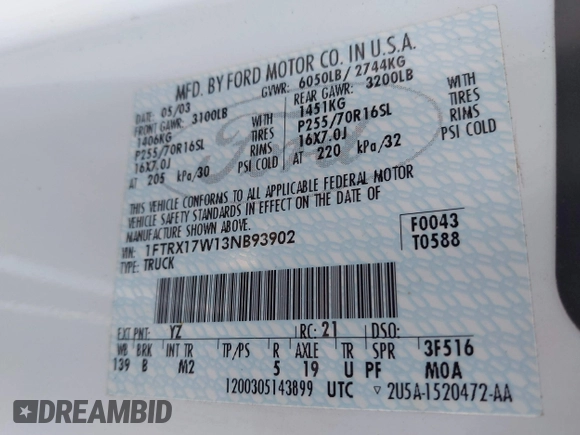 MFD. BY FORD MOTOR CO. IN U.S.A.
DATE: 05/03 GVWR: 6050LB/ 2744KG
FRONT GAWR: 3100LB REAR GAWR: 3200LB
1406KG WITH 1451KG WITH
P255/70R16SL TIRES P255/70R16SL TIRES
16X7.0J RIMS 16X7.0J RIMS
AT 205 kPa/30 PSI COLD AT 220 kPa/32 PSI COLD
THIS VEHICLE CONFORMS TO ALL APPLICABLE FEDERAL MOTOR
VEHICLE SAFETY STANDARDS IN EFFECT ON THE DATE OF
MANUFACTURE SHOWN ABOVE.
VIN: 1FTRX17W13NB93902 F0043
TYPE: TRUCK T0588
EXT PNT: YZ RC: 21 DSO:
WB BRK INT TR TP/PS R AXLE TR SPR 3F516
139 B M2 5 19 U PF M0A
1200305143899 UTC 2U5A-1520472-AA
Ford
DREAMBID